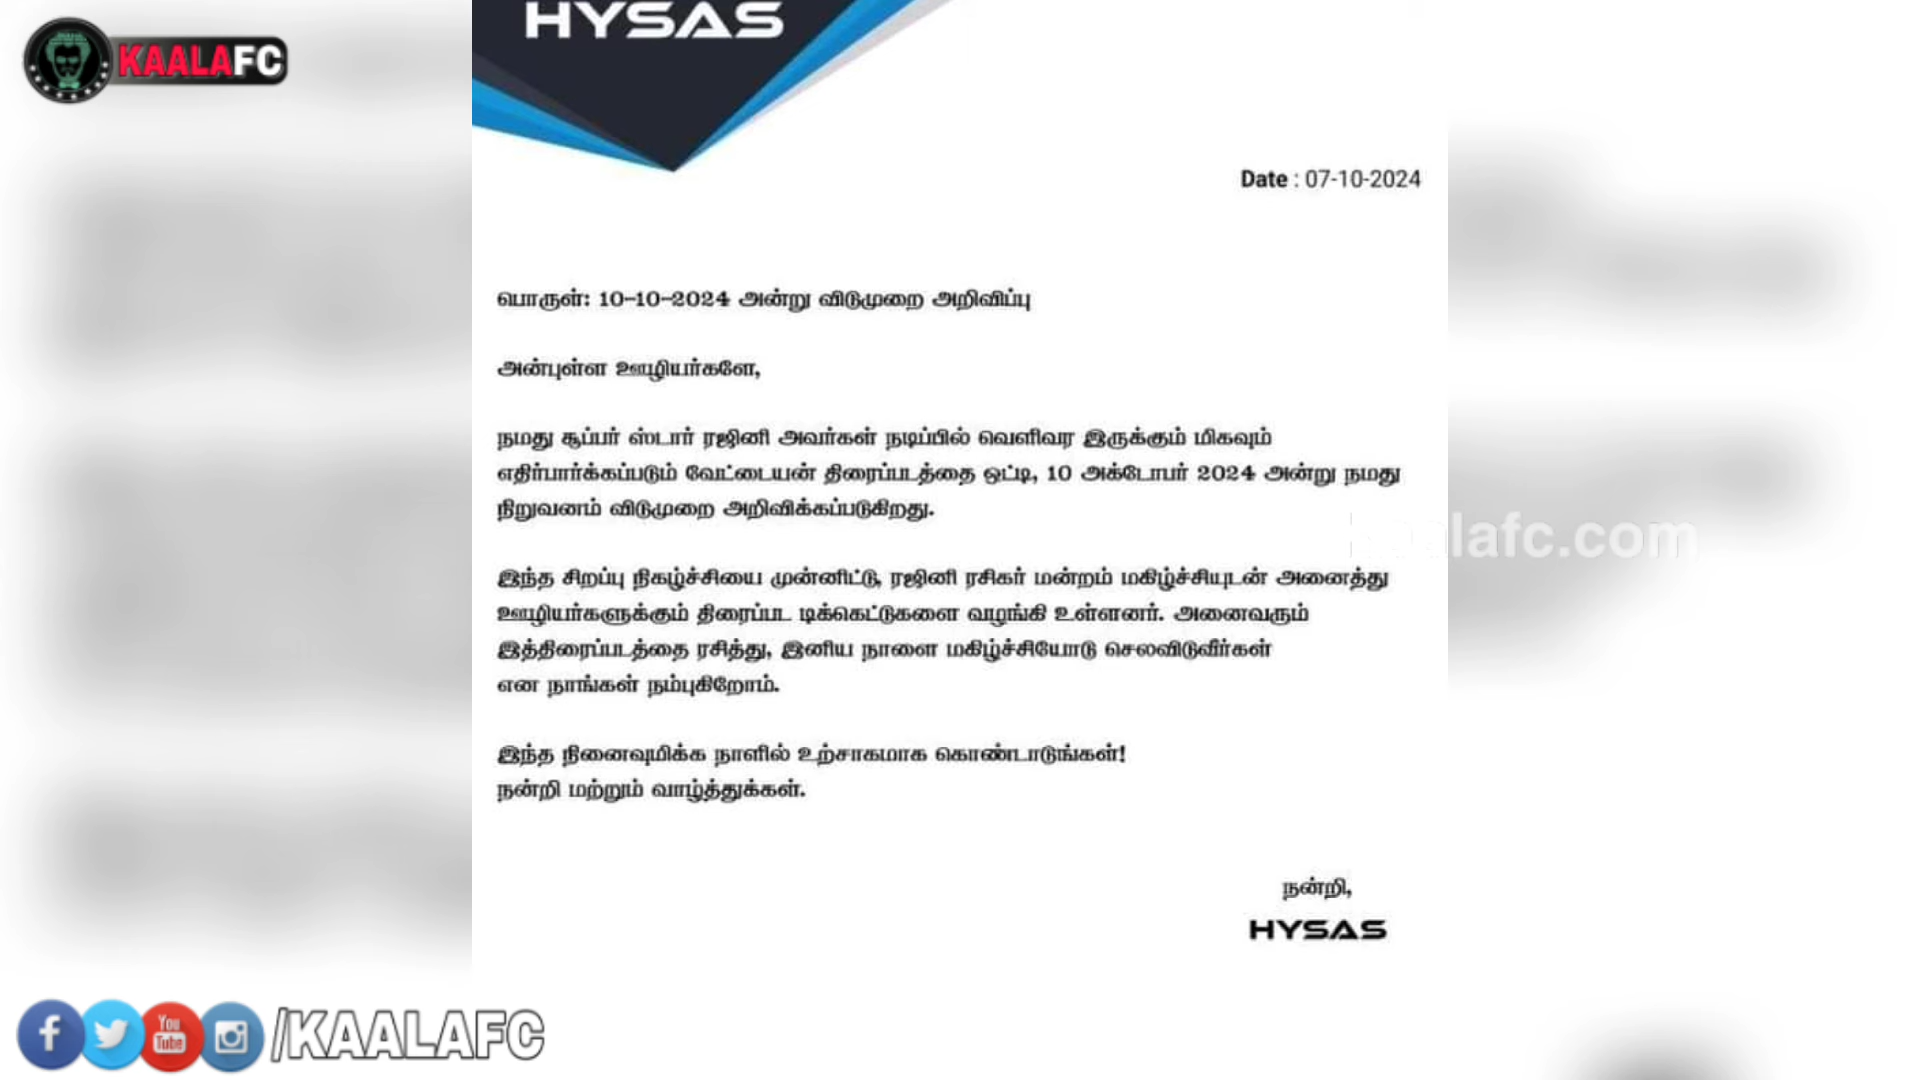 KAALAFC
HYSAS
Date : 07-10-2024
பொருள்: 10-10-2024 அன்று விடுமுறை அறிவிப்பு
அன்புள்ள ஊழியர்களே,
நமது சூப்பர் ஸ்டார் ரஜினி அவர்கள் நடிப்பில் வெளிவர இருக்கும் மிகவும்
எதிர்பார்க்கப்படும் வேட்டையன் திரைப்படத்தை ஒட்டி, 10 அக்டோபர் 2024 அன்று நமது
நிறுவனம் விடுமுறை அறிவிக்கப்படுகிறது.
இந்த சிறப்பு நிகழ்ச்சியை முன்னிட்டு, ரஜினி ரசிகர் மன்றம் மகிழ்ச்சியுடன் அனைத்து
ஊழியர்களுக்கும் திரைப்பட டிக்கெட்டுகளை வழங்கி உள்ளனர். அனைவரும்
இத்திரைப்படத்தை ரசித்து, இனிய நாளை மகிழ்ச்சியோடு செலவிடுவீர்கள்
என நாங்கள் நம்புகிறோம்.
இந்த நினைவுமிக்க நாளில் உற்சாகமாக கொண்டாடுங்கள்!
நன்றி மற்றும் வாழ்த்துக்கள்.
நன்றி,
HYSAS
kaalafc.com
You Tube
/KAALAFC